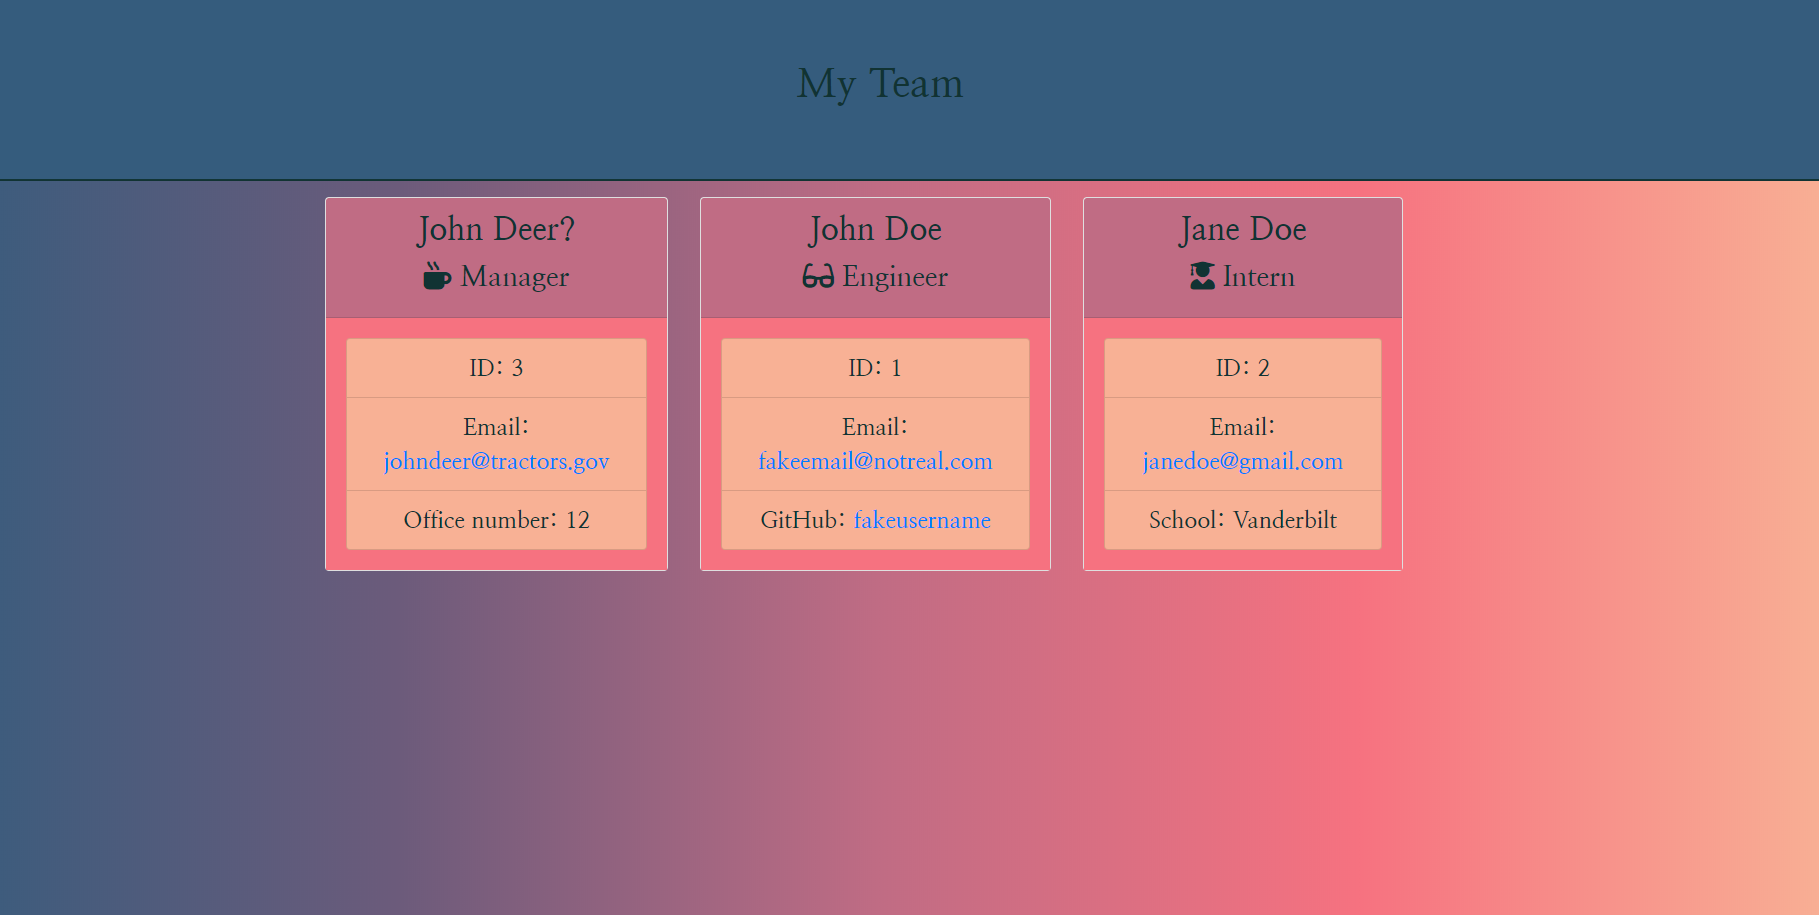 My Team
John Deer?
Manager
ID: 3
Email:
johndeer@tractors.gov
Office number: 12
John Doe
Engineer
ID: 1
Email:
fakeemail@notreal.com
GitHub: fakeusername
Jane Doe
Intern
ID: 2
Email:
janedoe@gmail.com
School: Vanderbilt